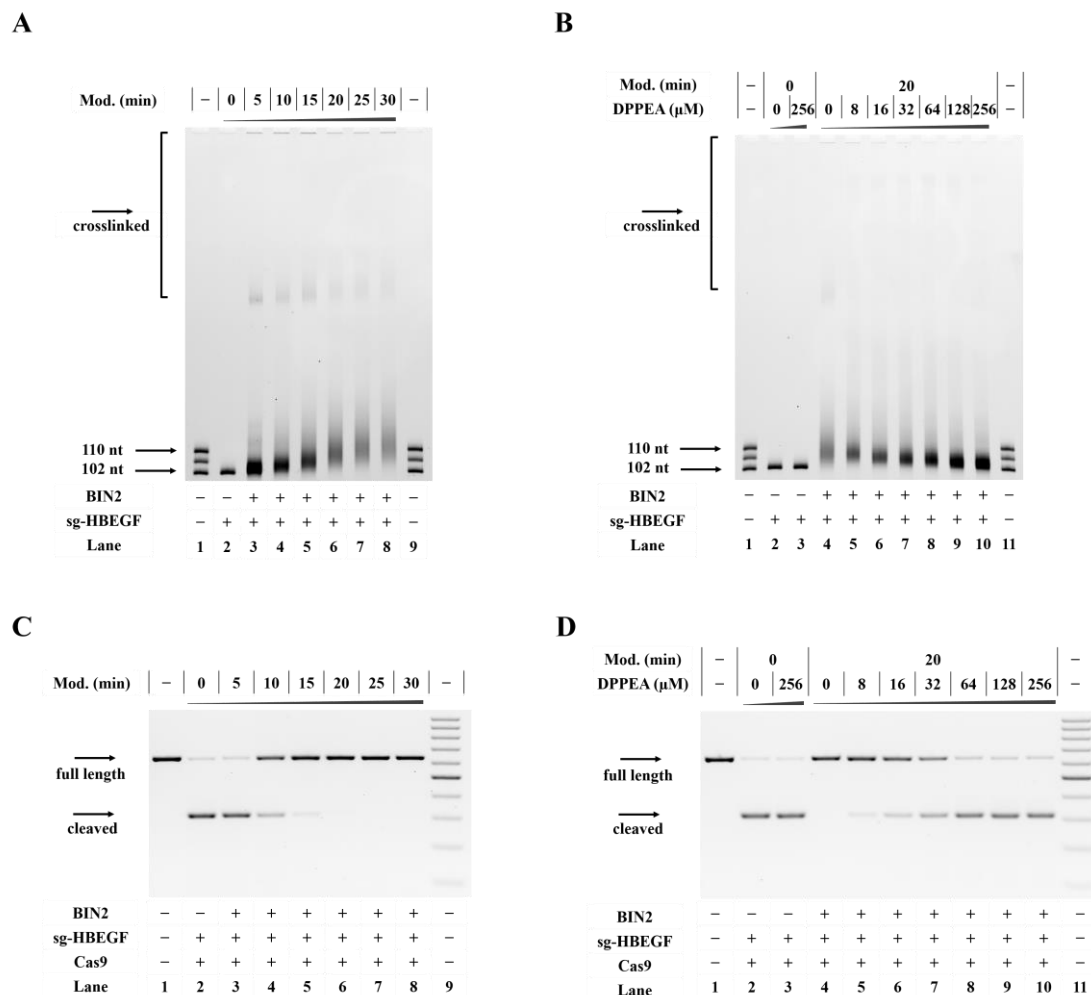 A
Mod. (min) – 0 5 10 15 20 25 30 –
crosslinked
110 nt
102 nt
BIN2 – – + + + + + + –
sg-HBEGF – + + + + + + + –
Lane 1 2 3 4 5 6 7 8 9
B
Mod. (min) – 0 20 –
DPPEA (µM) – 0 256 0 8 16 32 64 128 256 –
crosslinked
110 nt
102 nt
BIN2 – – – + + + + + + + –
sg-HBEGF – + + + + + + + + + –
Lane 1 2 3 4 5 6 7 8 9 10 11
C
Mod. (min) – 0 5 10 15 20 25 30 –
full length
cleaved
BIN2 – – + + + + + + –
sg-HBEGF – + + + + + + + –
Cas9 – + + + + + + + –
Lane 1 2 3 4 5 6 7 8 9
D
Mod. (min) – 0 20 –
DPPEA (µM) – 0 256 0 8 16 32 64 128 256 –
full length
cleaved
BIN2 – – – + + + + + + + –
sg-HBEGF – + + + + + + + + + –
Cas9 – + + + + + + + + + –
Lane 1 2 3 4 5 6 7 8 9 10 11